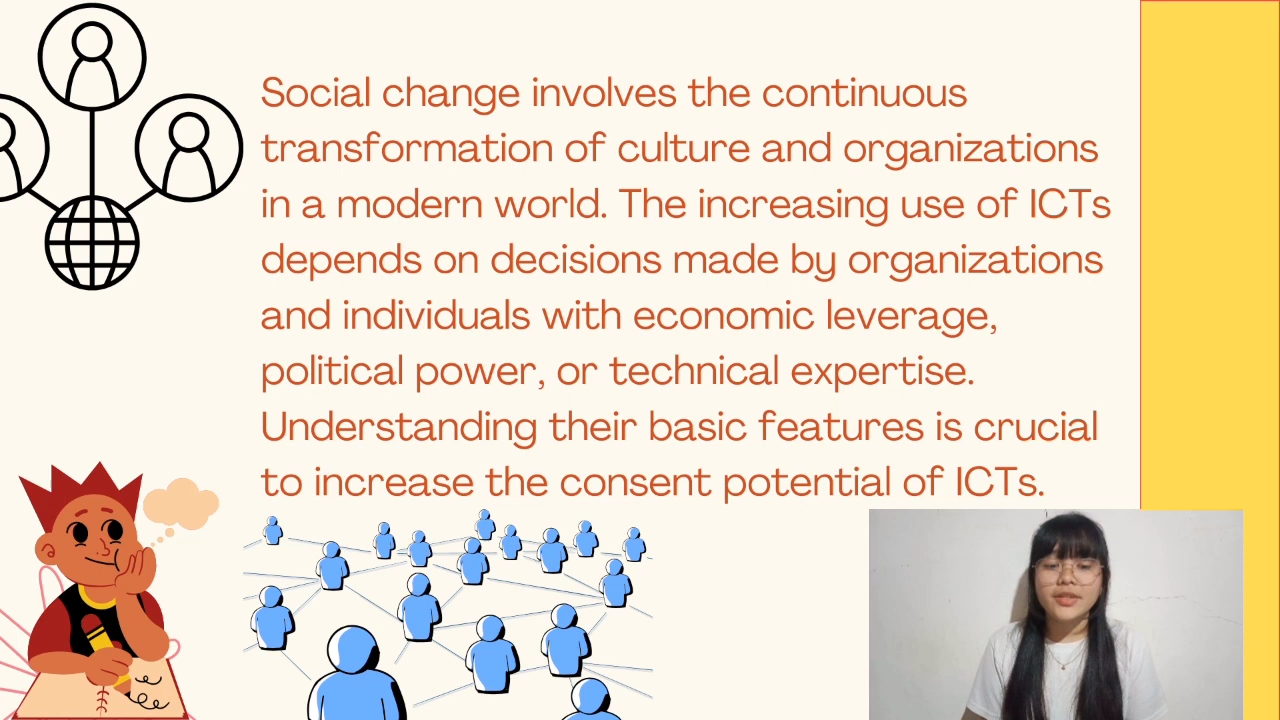 Social change involves the continuous
transformation of culture and organizations
in a modern world. The increasing use of ICTs
depends on decisions made by organizations
and individuals with economic leverage,
political power, or technical expertise.
Understanding their basic features is crucial
to increase the consent potential of ICTs.